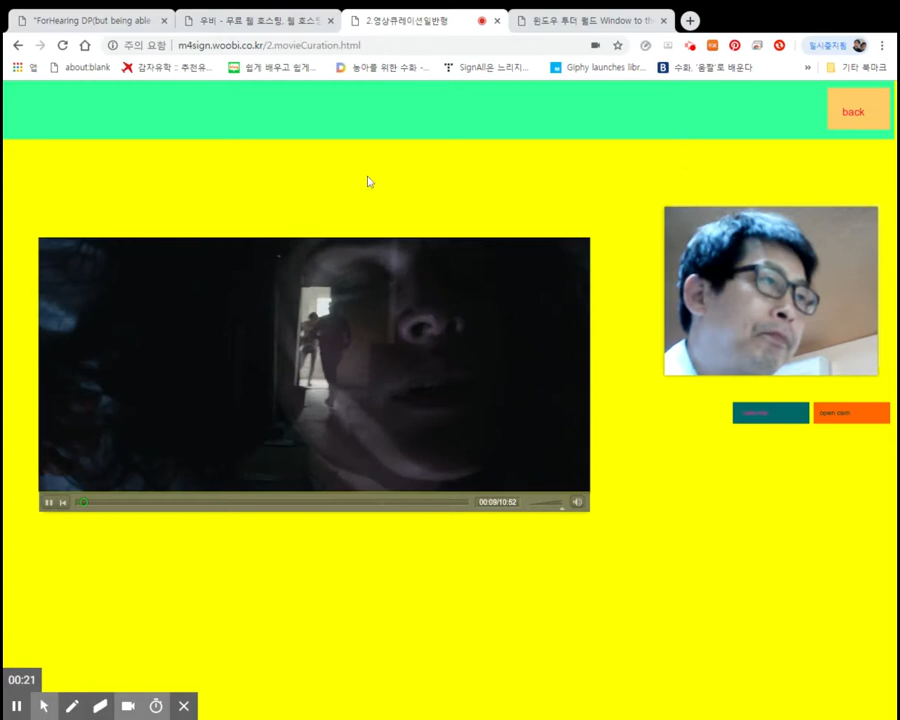 "ForHearing DP(but being able
우비 - 무료 웹 호스팅, 웹 호스트
2.영상큐레이션일반형
윈도우 투더 월드 Window to the
주의 요함
m4sign.woobi.co.kr/2.movieCuration.html
일시중지됨
앱
about:blank
감자유학 :: 추천유...
쉽게 배우고 쉽게...
농아를 위한 수화 -...
SignAll은 느리지...
Giphy launches libr...
수화, '움짤'로 배운다
»
기타 북마크
back
open cam
00:09/10:52
00:21